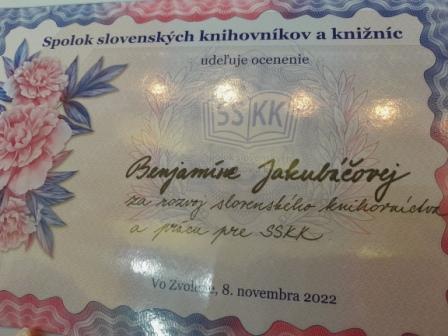 Spolok slovenských knihovníkov a knižníc
udeľuje ocenenie
SSKK
Benjamíne Jakubáčovej
za rozvoj slovenského knihovníctva
a prácu pre SSKK
Vo Zvolene, 8. novembra 2022